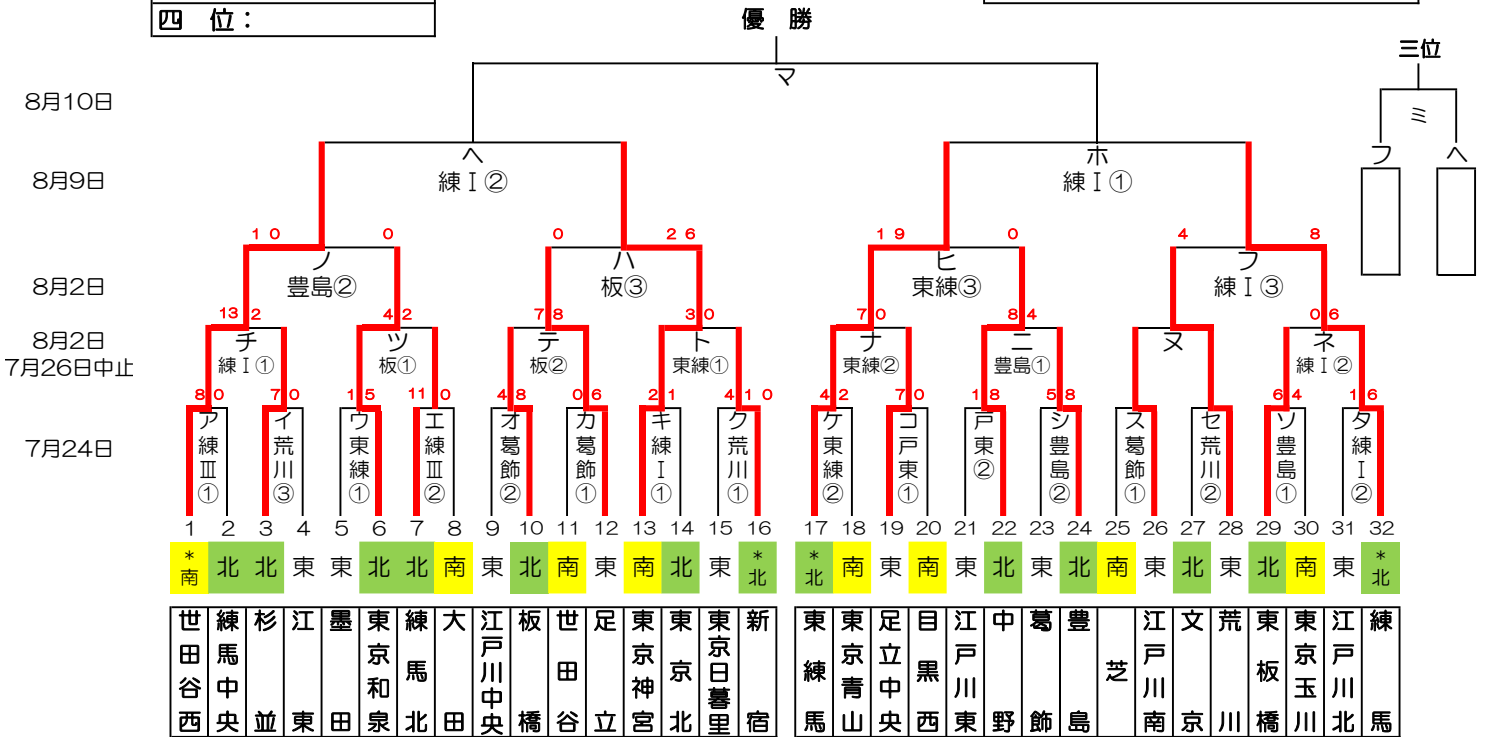 四位：
優勝
三位
マ
8月10日
ミ
フ ヘ
ヘ ホ
8月9日 練Ⅰ② 練Ⅰ①
10 0 0 26 19 0 4 8
ノ ハ ヒ フ
8月2日 豊島② 板③ 東練③ 練Ⅰ③
13 2 4 2 7 8 3 0 7 0 8 4 0 6
8月2日 チ ツ テ ト ナ ニ ヌ ネ
7月26日中止 練Ⅰ① 板① 板② 東練① 東練② 豊島① 練Ⅰ②
8 0 7 0 1 5 11 0 4 8 0 6 2 1 4 10 4 2 7 0 1 8 5 8 6 4 1 6
7月24日
ア練Ⅲ①
イ荒川③
ウ東練①
エ練Ⅲ②
オ葛飾②
カ葛飾①
キ練Ⅰ①
ク荒川①
ケ東練②
コ戸東①
戸東②
シ豊島②
ス葛飾①
セ荒川②
ソ豊島①
タ練Ⅰ②
1 2 3 4 5 6 7 8 9 10 11 12 13 14 15 16 17 18 19 20 21 22 23 24 25 26 27 28 29 30 31 32
*南 北 北 東 東 北 北 南 東 北 南 東 南 北 東 *北 *北 南 東 南 東 北 東 北 南 東 北 東 北 南 東 *北
世田谷西
練馬中央
杉並
江東
墨田
東京和泉
練馬北
大田
江戸川中央
板橋
世田谷
足立
東京神宮
東京北
東京日暮里
新宿
東練馬
東京青山
足立中央
目黒西
江戸川東
中野
葛飾
豊島
芝
江戸川南
文京
荒川
東板橋
東京玉川
江戸川北
練馬